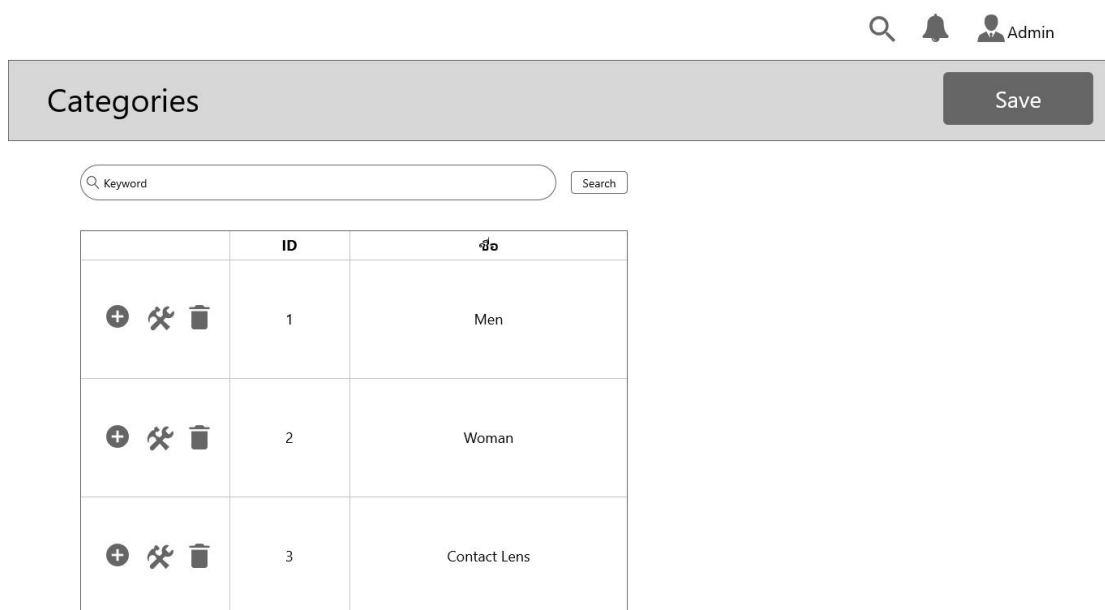 Admin
Categories
Save
Keyword
Search
ID ชื่อ
1 Men
2 Woman
3 Contact Lens